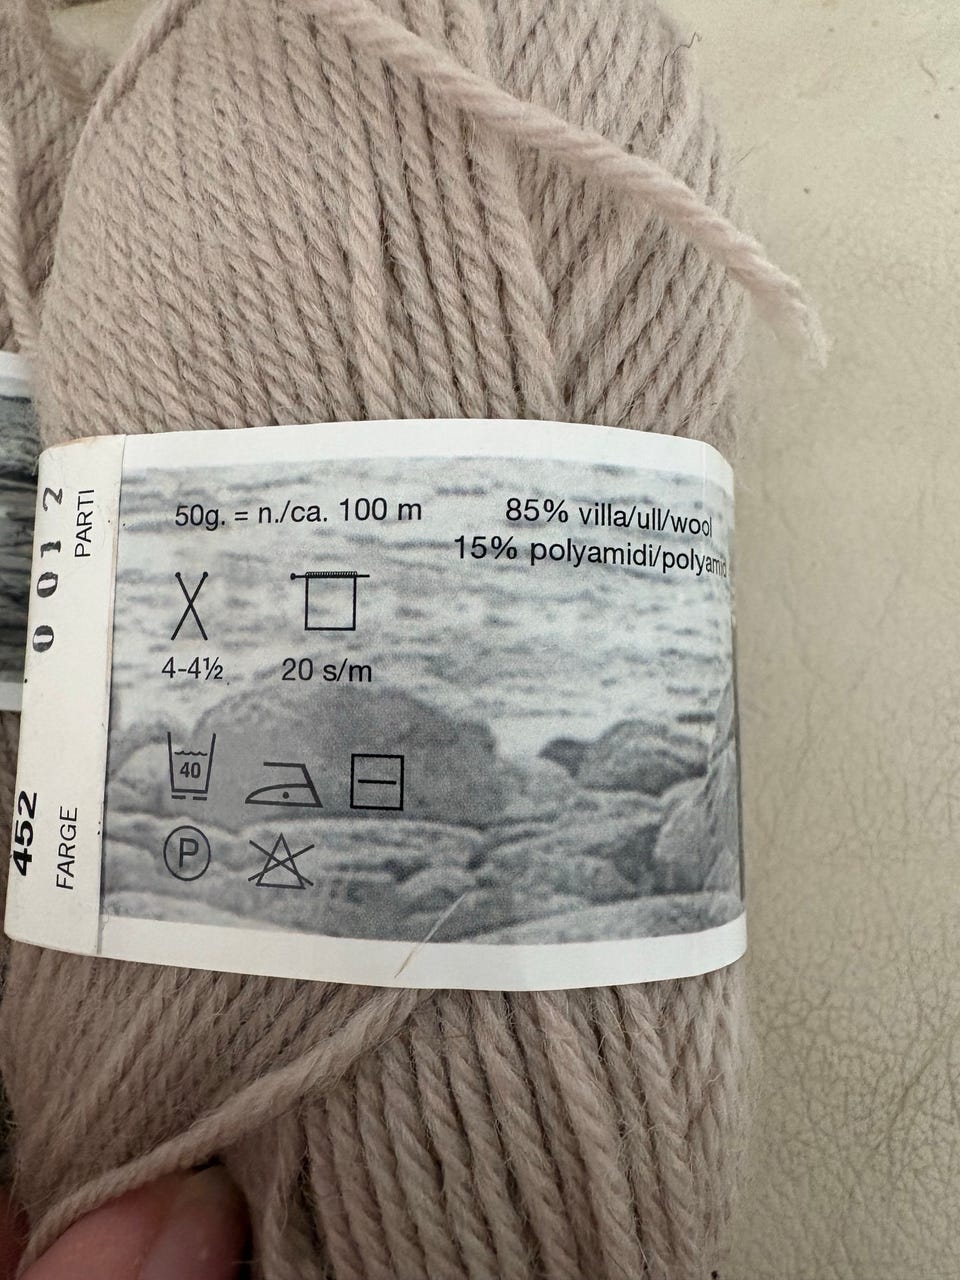 50g. = n./ca. 100 m
85% villa/ull/wool
15% polyamidi/polyamid
4-4½
20 s/m
40
P
0012
PARTI
452
FARGE